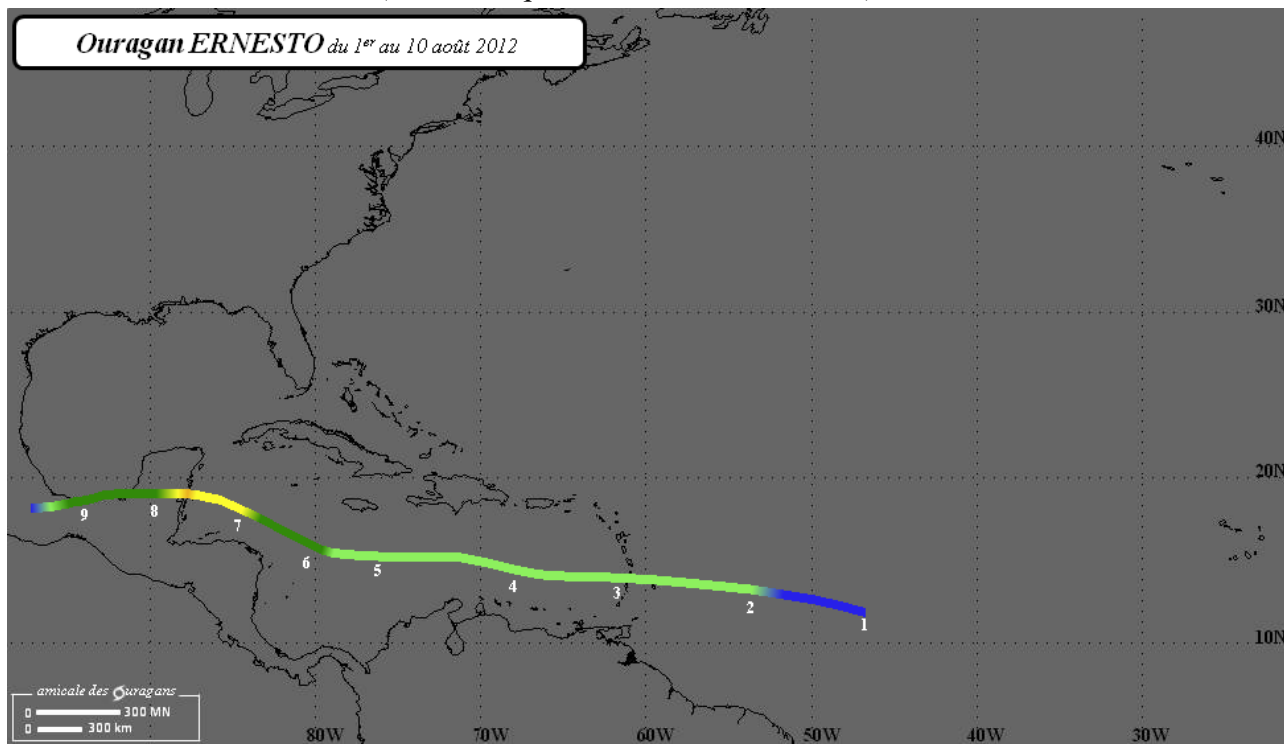 Ouragan ERNESTO du 1er au 10 août 2012
40N
30N
20N
9
8
7
6
5
4
3
2
1
10N
amicale des Ouragans
0 300 MN
0 300 km
80W 70W 60W 50W 40W 30W